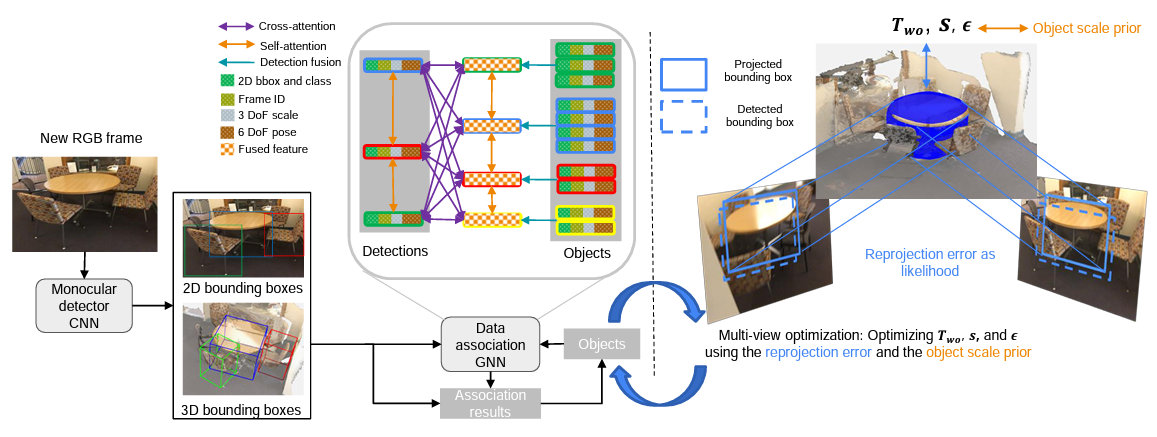 New RGB frame
Monocular
detector
CNN
2D bounding boxes
3D bounding boxes
Cross-attention
Self-attention
Detection fusion
2D bbox and class
Frame ID
3 DoF scale
6 DoF pose
Fused feature
Detections
Objects
Data
association
GNN
Objects
Association
results
Projected
bounding box
Detected
bounding box
T_wo, s, ϵ
Object scale prior
Reprojection error as
likelihood
Multi-view optimization: Optimizing T_wo, s, and ϵ
using the reprojection error and the object scale prior